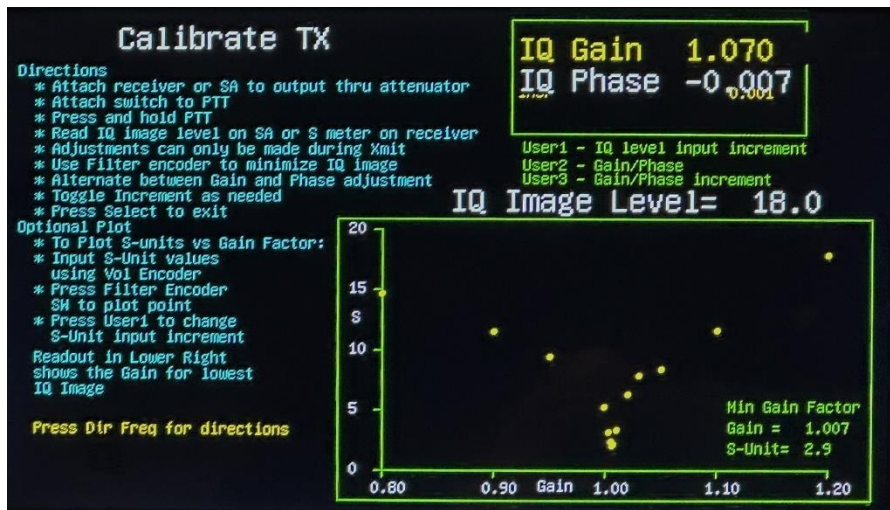 Calibrate TX
Directions
* Attach receiver or SA to output thru attenuator
* Attach switch to PTT
* Press and hold PTT
* Read IQ image level on SA or S meter on receiver
* Adjustments can only be made during Xmit
* Use Filter encoder to minimize IQ image
* Alternate between Gain and Phase adjustment
* Toggle Increment as needed
* Press Select to exit
Optional Plot
* To Plot S-units vs Gain Factor:
* Input S-Unit values
using Vol Encoder
* Press Filter Encoder
SW to plot point
* Press User1 to change
S-Unit input increment
Readout in Lower Right
shows the Gain for lowest
IQ Image
Press Dir Freq for directions
IQ Gain 1.070
IQ Phase -0.007
0.001
User1 - IQ level input increment
User2 - Gain/Phase
User3 - Gain/Phase increment
IQ Image Level= 18.0
20
15
S
10
5
0
0.80 0.90 Gain 1.00 1.10 1.20
Min Gain Factor
Gain = 1.007
S-Unit= 2.9